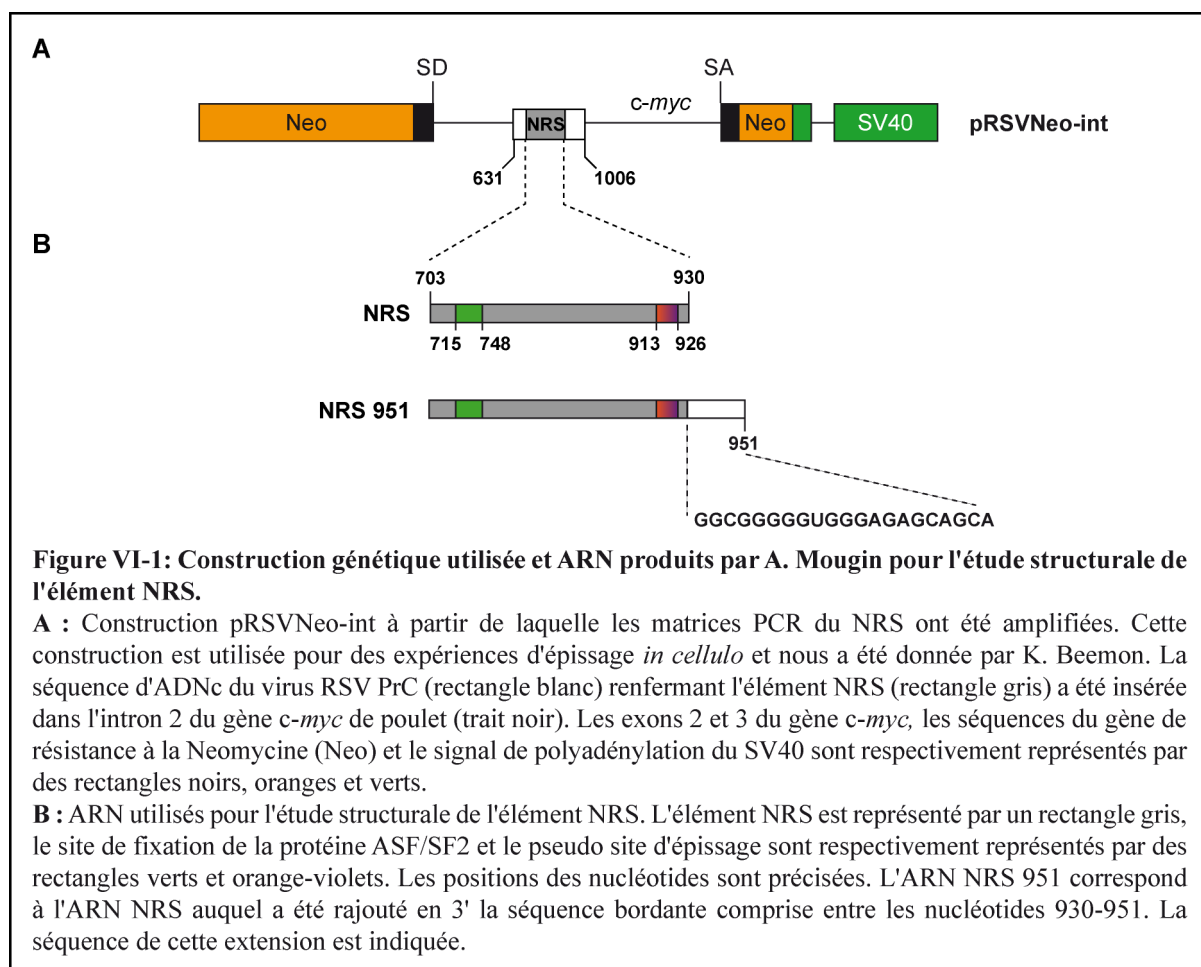 A
SD
SA
c-myc
Neo
NRS
Neo
SV40
pRSVNeo-int
631
1006
B
703
930
NRS
715
748
913
926
NRS 951
951
GGCGGGGGUGGGAGAGCAGCA
Figure VI-1: Construction génétique utilisée et ARN produits par A. Mougin pour l'étude structurale de
l'élément NRS.
A : Construction pRSVNeo-int à partir de laquelle les matrices PCR du NRS ont été amplifiées. Cette
construction est utilisée pour des expériences d'épissage in cellulo et nous a été donnée par K. Beemon. La
séquence d'ADNc du virus RSV PrC (rectangle blanc) renfermant l'élément NRS (rectangle gris) a été insérée
dans l'intron 2 du gène c-myc de poulet (trait noir). Les exons 2 et 3 du gène c-myc, les séquences du gène de
résistance à la Neomycine (Neo) et le signal de polyadénylation du SV40 sont respectivement représentés par
des rectangles noirs, oranges et verts.
B : ARN utilisés pour l'étude structurale de l'élément NRS. L'élément NRS est représenté par un rectangle gris,
le site de fixation de la protéine ASF/SF2 et le pseudo site d'épissage sont respectivement représentés par des
rectangles verts et orange-violets. Les positions des nucléotides sont précisées. L'ARN NRS 951 correspond
à l'ARN NRS auquel a été rajouté en 3' la séquence bordante comprise entre les nucléotides 930-951. La
séquence de cette extension est indiquée.